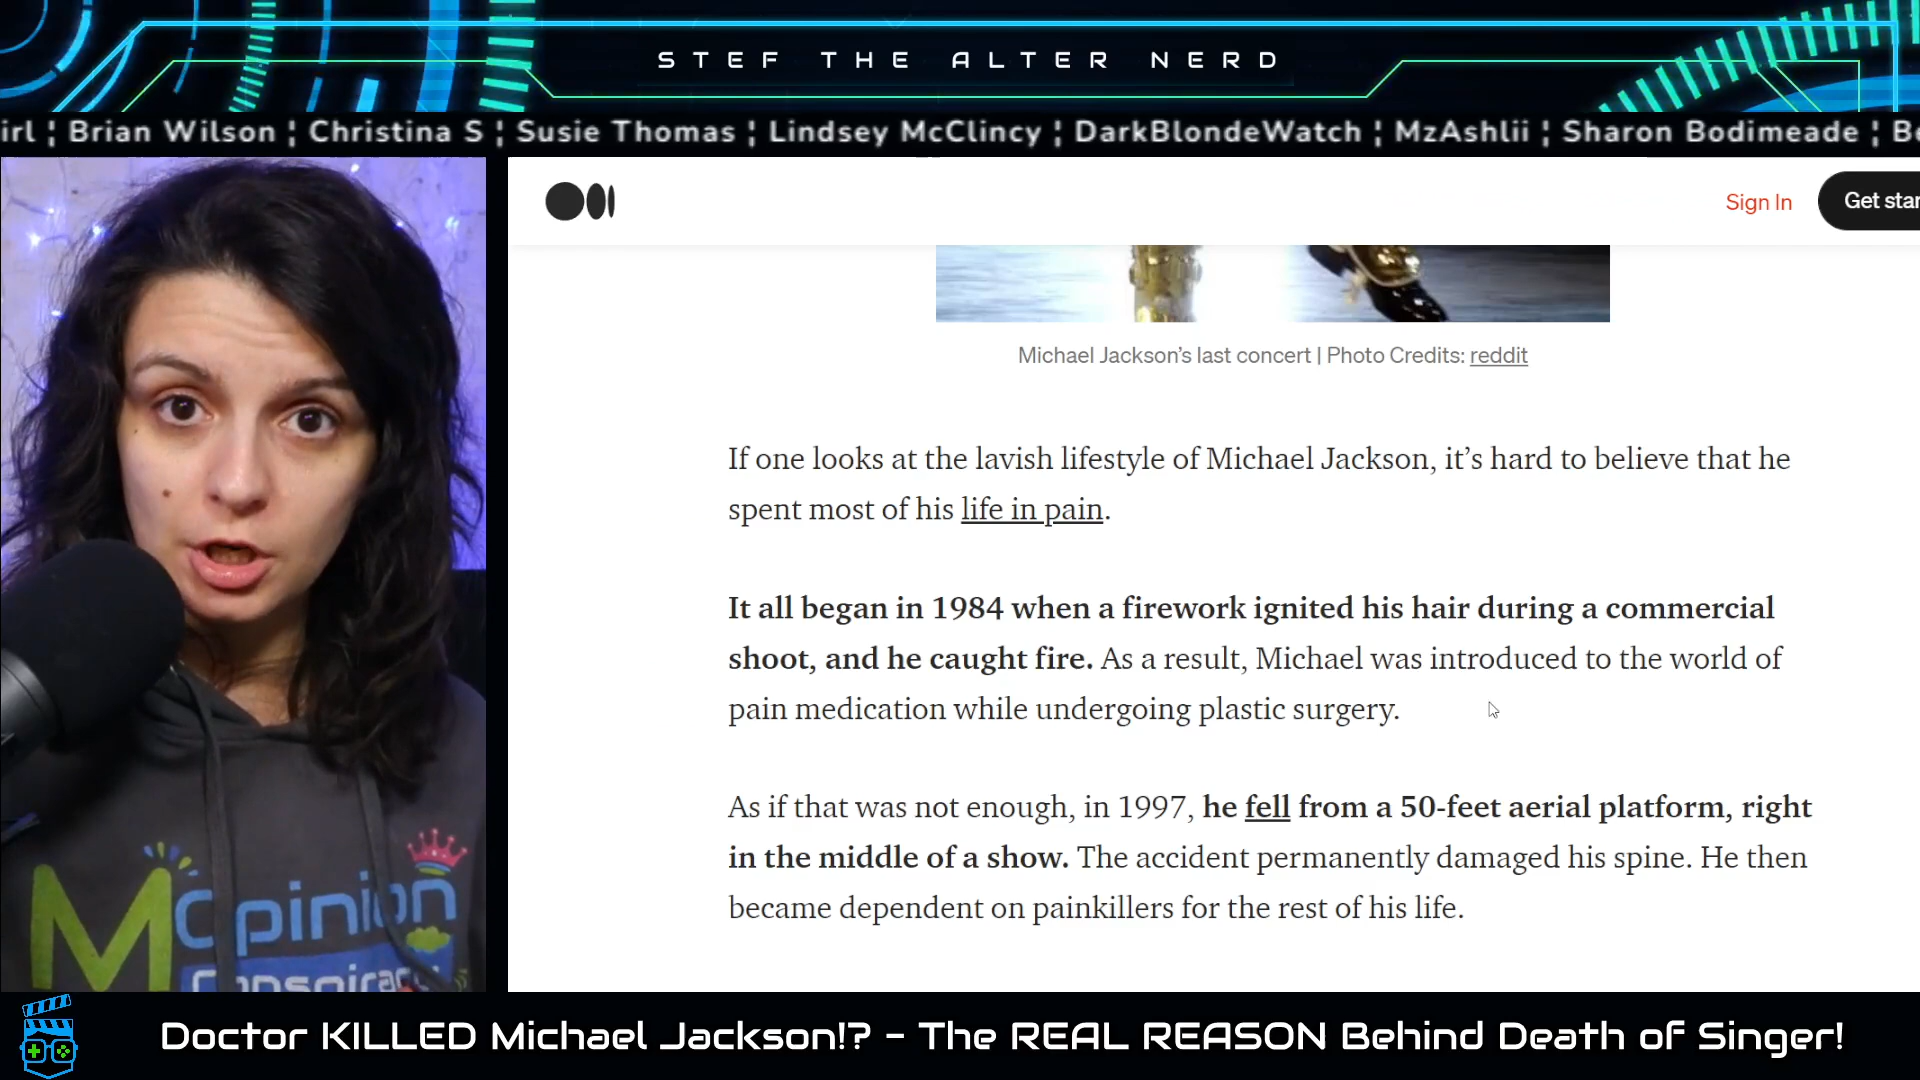 STEF THE ALTER NERD
irl ¦ Brian Wilson ¦ Christina S ¦ Susie Thomas ¦ Lindsey McClincy ¦ DarkBlondeWatch ¦ MzAshlii ¦ Sharon Bodimeade ¦ Be
Sign In
Get star
Michael Jackson’s last concert | Photo Credits: reddit
If one looks at the lavish lifestyle of Michael Jackson, it’s hard to believe that he
spent most of his life in pain.
It all began in 1984 when a firework ignited his hair during a commercial
shoot, and he caught fire. As a result, Michael was introduced to the world of
pain medication while undergoing plastic surgery.
As if that was not enough, in 1997, he fell from a 50-feet aerial platform, right
in the middle of a show. The accident permanently damaged his spine. He then
became dependent on painkillers for the rest of his life.
Mcpinion
Conspiracy
Doctor KILLED Michael Jackson!? - The REAL REASON Behind Death of Singer!